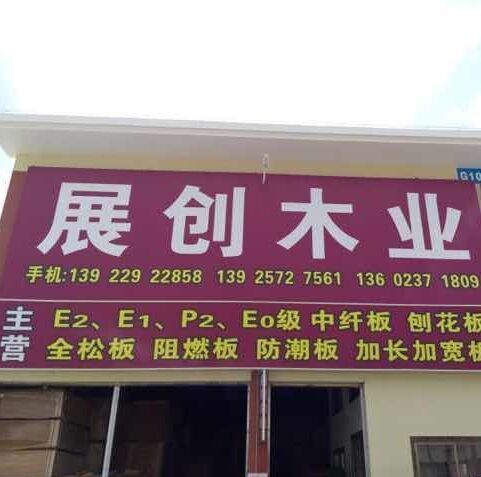 G10
展创木业
手机:139 229 22858 139 2572 7561 136 0237 1809
主营
E2、E1、P2、E0级 中纤板 刨花板
全松板 阻燃板 防潮板 加长加宽板